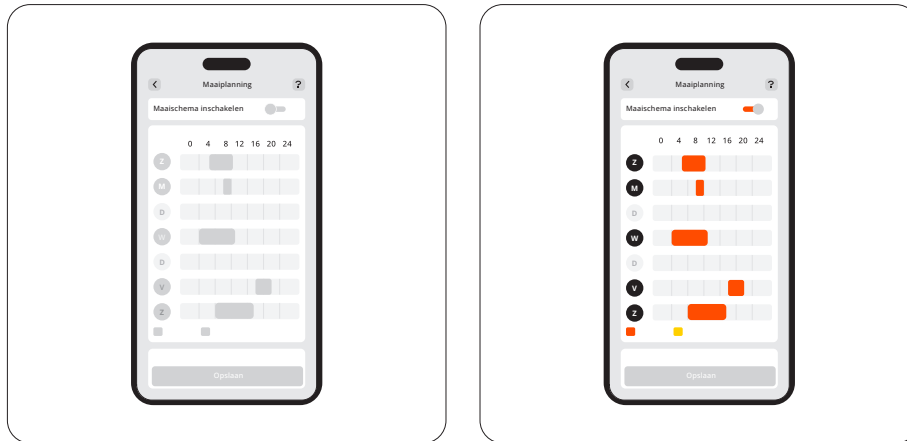 Maaiplanning ?
Maaischema inschakelen
0 4 8 12 16 20 24
Z
M
D
W
D
V
Z
Opslaan
Maaiplanning ?
Maaischema inschakelen
0 4 8 12 16 20 24
Z
M
D
W
D
V
Z
Opslaan